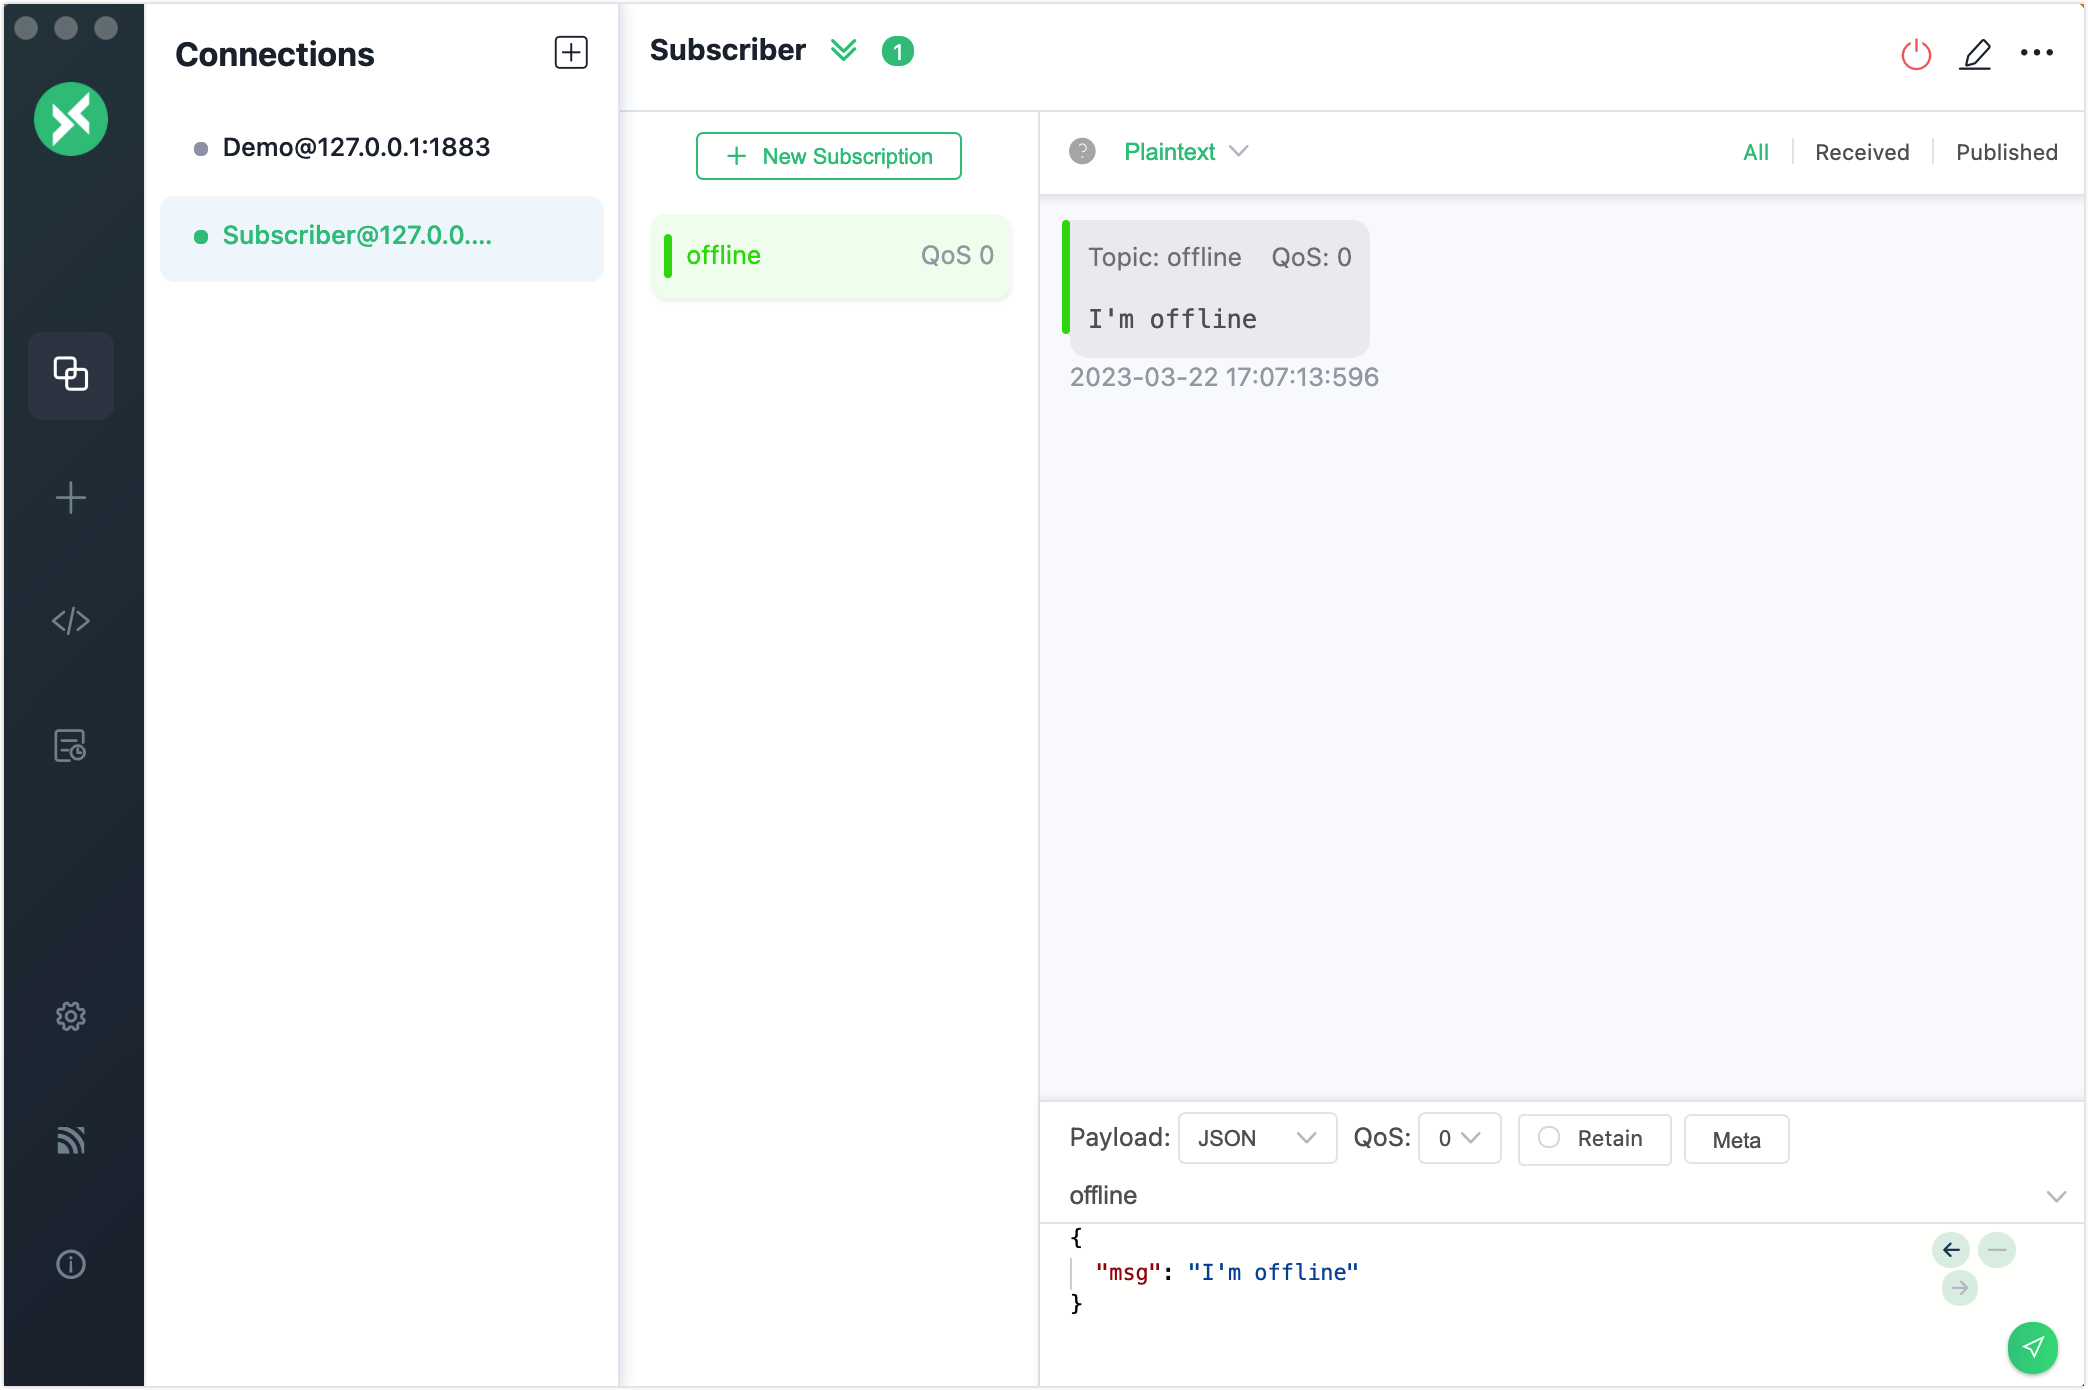 Connections
Demo@127.0.0.1:1883
Subscriber@127.0.0....
Subscriber 1
New Subscription
offline QoS 0
? Plaintext All Received Published
Topic: offline QoS: 0
I'm offline
2023-03-22 17:07:13:596
Payload: JSON QoS: 0 Retain Meta
offline
{
"msg": "I'm offline"
}